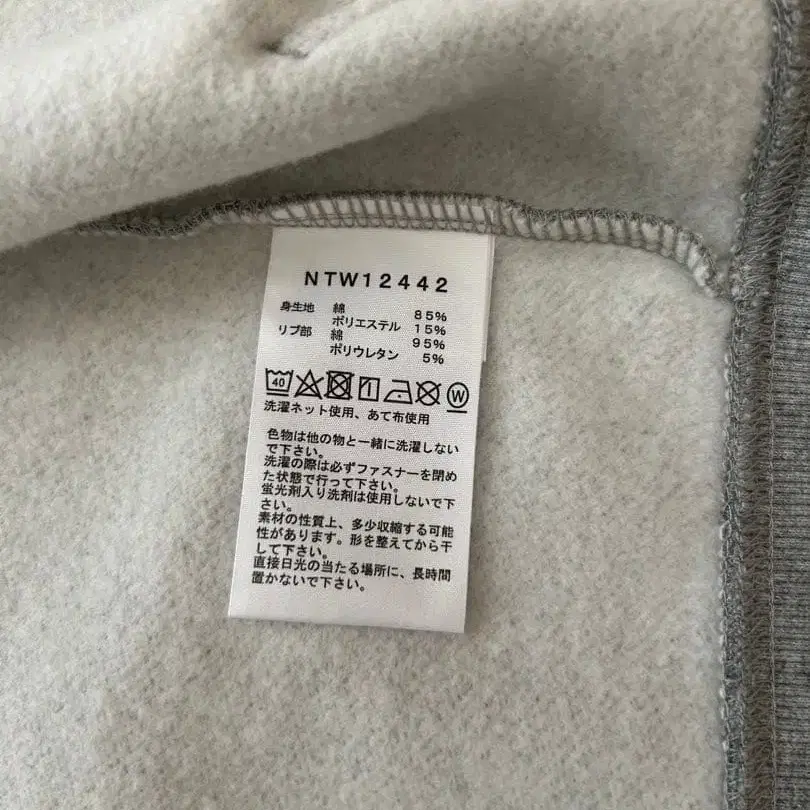 NTW12442
身生地 綿 85%
ポリエステル 15%
リブ部 綿 95%
ポリウレタン 5%
40 W
洗濯ネット使用、あて布使用
色物は他の物と一緒に洗濯しない
で下さい。
洗濯の際は必ずファスナーを閉め
た状態で行って下さい。
蛍光剤入り洗剤は使用しないで下
さい。
素材の性質上、多少収縮する可能
性があります。形を整えてから干
して下さい。
直接日光の当たる場所に、長時間
置かないで下さい。